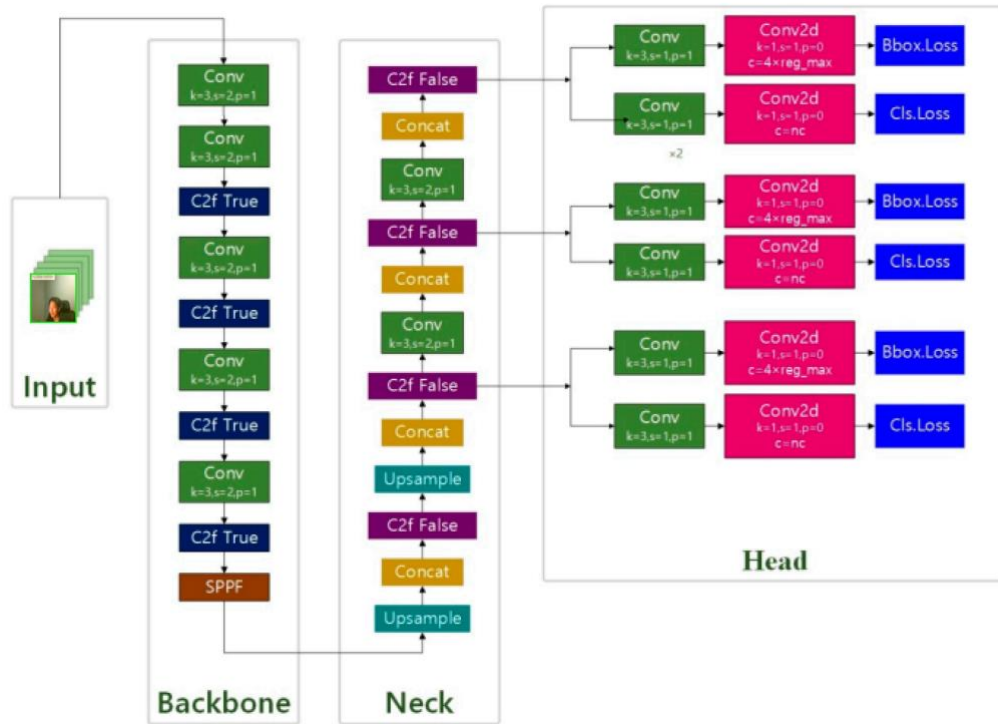 Input
Conv
k=3,s=2,p=1
Conv
k=3,s=2,p=1
C2f True
Conv
k=3,s=2,p=1
C2f True
Conv
k=3,s=2,p=1
C2f True
Conv
k=3,s=2,p=1
C2f True
SPPF
Backbone
C2f False
Concat
Conv
k=3,s=2,p=1
C2f False
Concat
Conv
k=3,s=2,p=1
C2f False
Concat
Upsample
C2f False
Concat
Upsample
Neck
Conv
k=3,s=1,p=1
Conv2d
k=1,s=1,p=0
c=4×reg_max
Bbox.Loss
Conv
k=3,s=1,p=1
Conv2d
k=1,s=1,p=0
c=nc
Cls.Loss
×2
Conv
k=3,s=1,p=1
Conv2d
k=1,s=1,p=0
c=4×reg_max
Bbox.Loss
Conv
k=3,s=1,p=1
Conv2d
k=1,s=1,p=0
c=nc
Cls.Loss
Conv
k=3,s=1,p=1
Conv2d
k=1,s=1,p=0
c=4×reg_max
Bbox.Loss
Conv
k=3,s=1,p=1
Conv2d
k=1,s=1,p=0
c=nc
Cls.Loss
Head